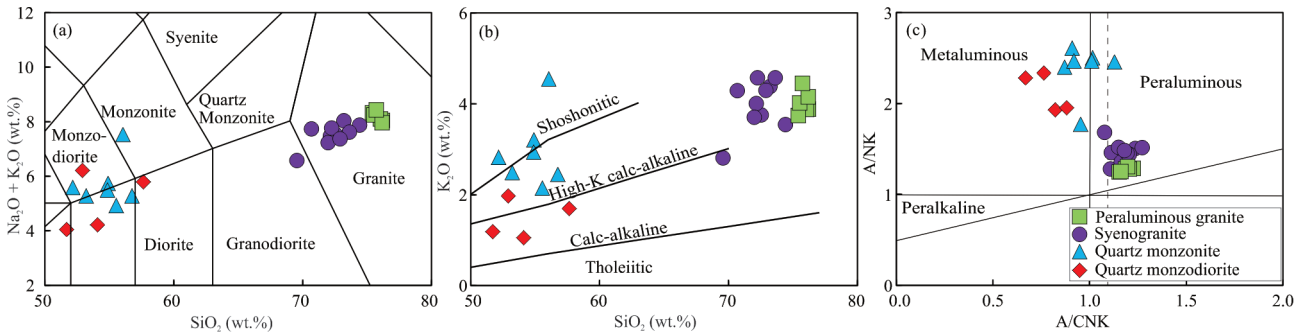 (a)
Syenite
Monzonite
Quartz
Monzonite
Monzo-
diorite
Diorite
Granodiorite
Granite
12
10
8
6
4
2
50
60
70
80
Na₂O + K₂O (wt.%)
SiO₂ (wt.%)
(b)
Shoshonitic
High-K calc-alkaline
Calc-alkaline
Tholeiitic
6
4
2
0
50
60
70
80
K₂O (wt.%)
SiO₂ (wt.%)
(c)
Metaluminous
Peraluminous
Peralkaline
Peraluminous granite
Syenogranite
Quartz monzonite
Quartz monzodiorite
3
2
1
0
0.0
0.5
1.0
1.5
2.0
A/NK
A/CNK